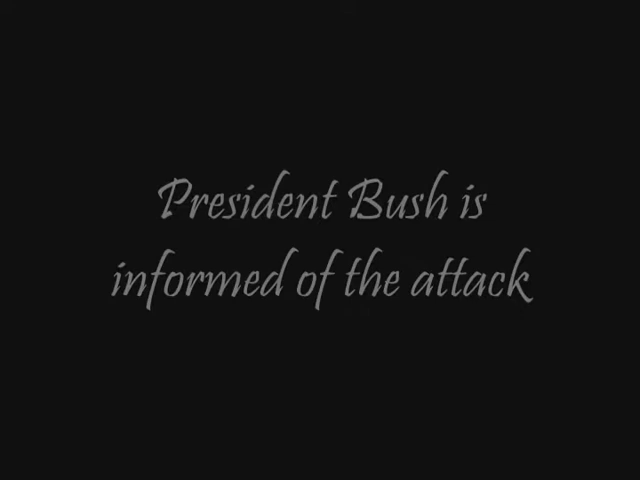 President Bush is
informed of the attack